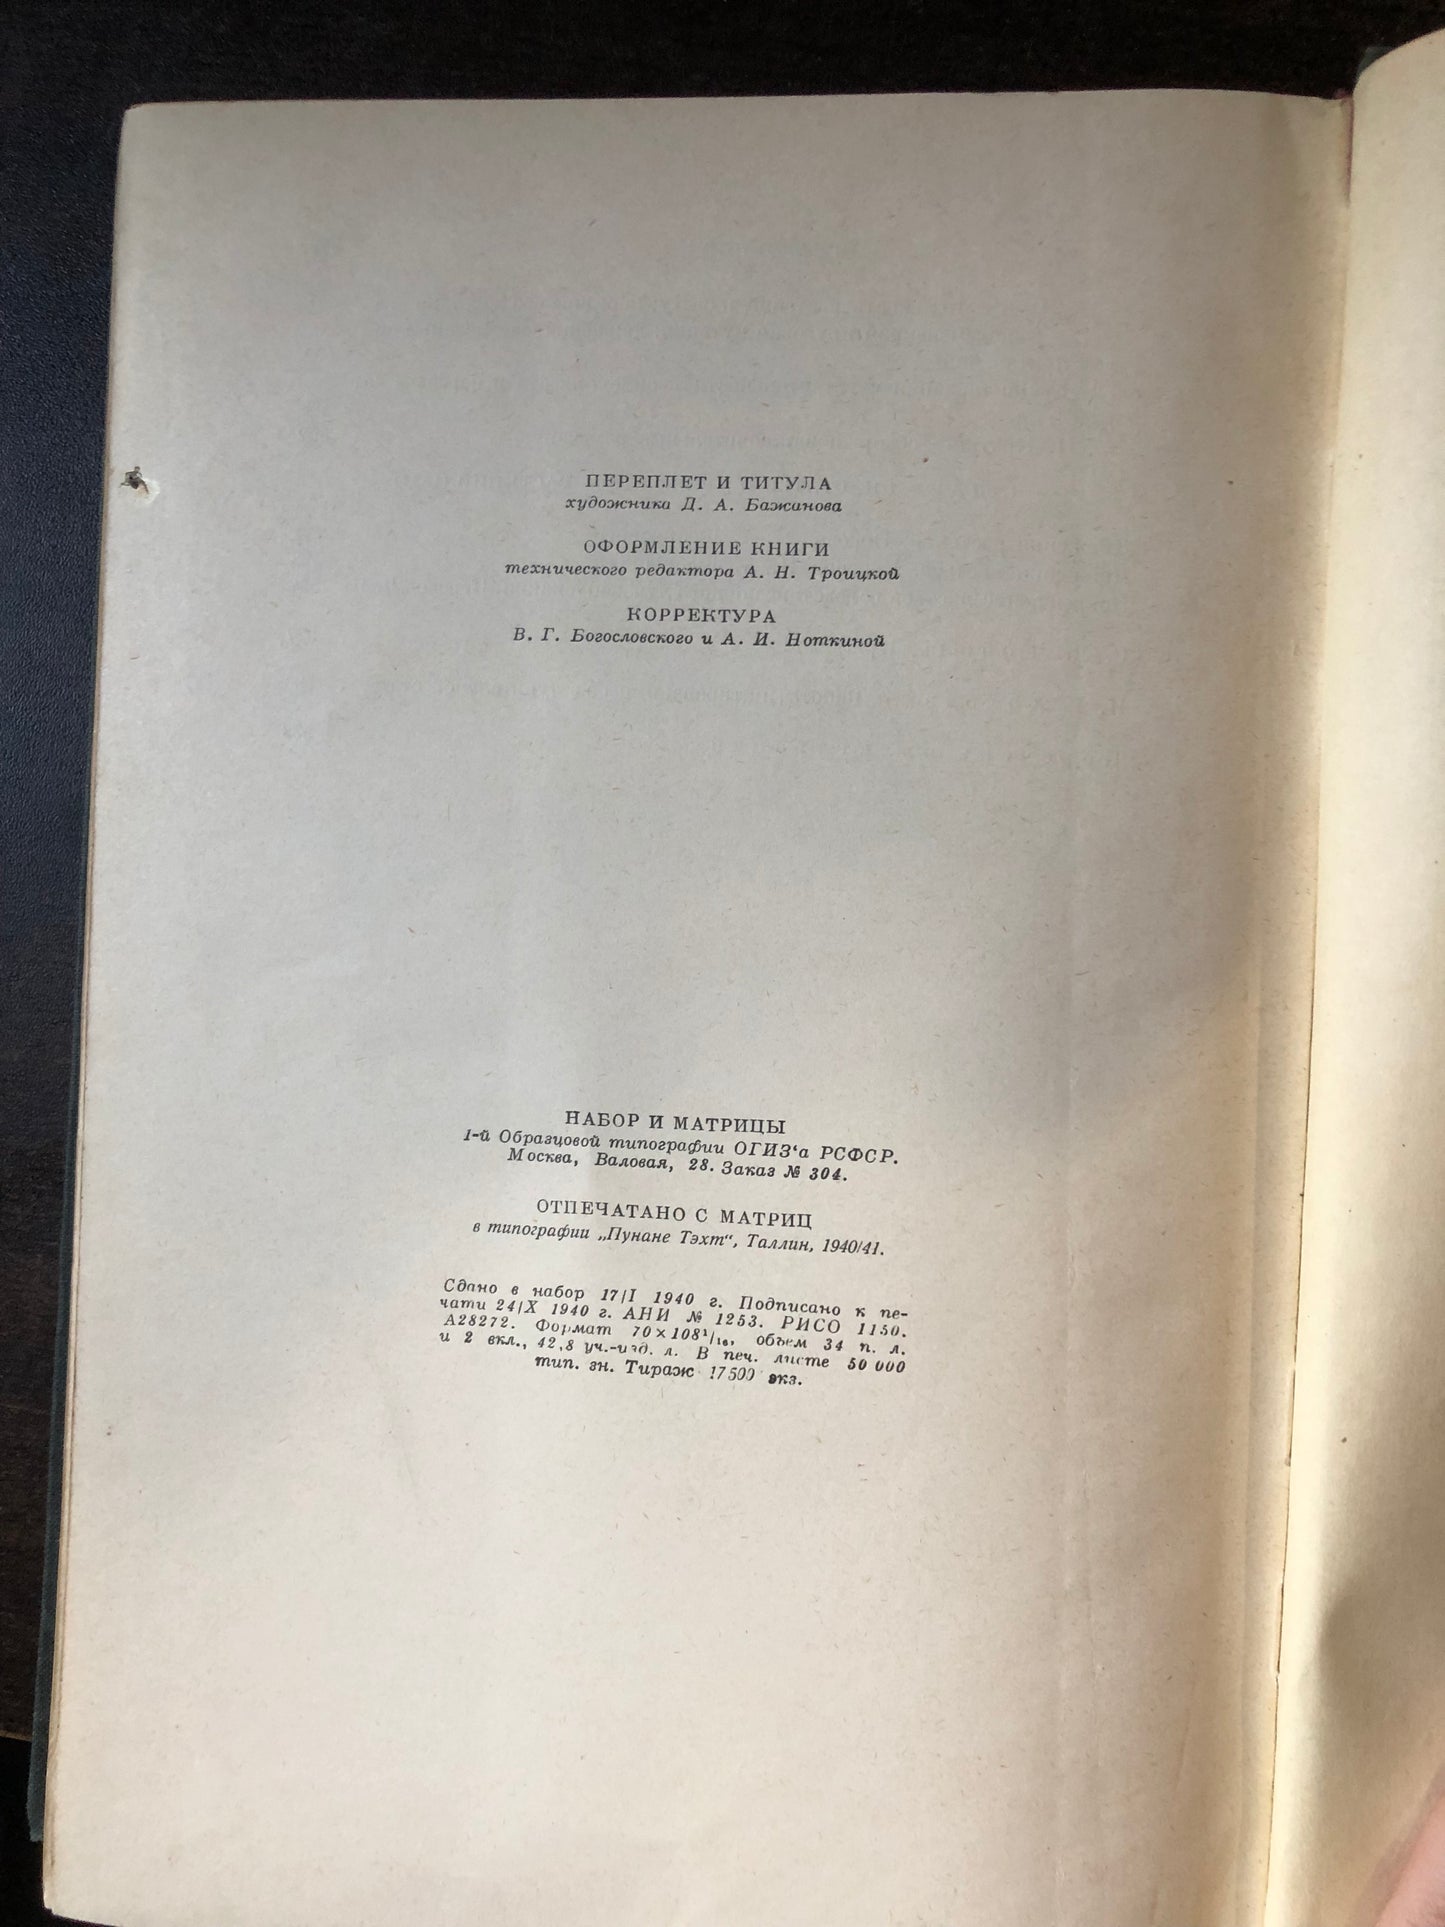 ПЕРЕПЛЕТ И ТИТУЛА
художника Д. А. Бажанова
ОФОРМЛЕНИЕ КНИГИ
технического редактора А. Н. Троицкой
КОРРЕКТУРА
В. Г. Богословского и А. И. Ноткиной
НАБОР И МАТРИЦЫ
1-й Образцовой типографии ОГИЗ‘а РСФСР.
Москва, Валовая, 28. Заказ № 304.
ОТПЕЧАТАНО С МАТРИЦ
в типографии „Пунане Тэхт“, Таллин, 1940/41.
Сдано в набор 17/I 1940 г. Подписано к пе-
чати 24/X 1940 г. АНИ № 1253. РИСО 1150.
А28272. Формат 70×108¹/₁₆, объем 34 п. л.
и 2 вкл., 42,8 уч.-изд. л. В печ. листе 50 000
тип. зн. Тираж 17500 экз.